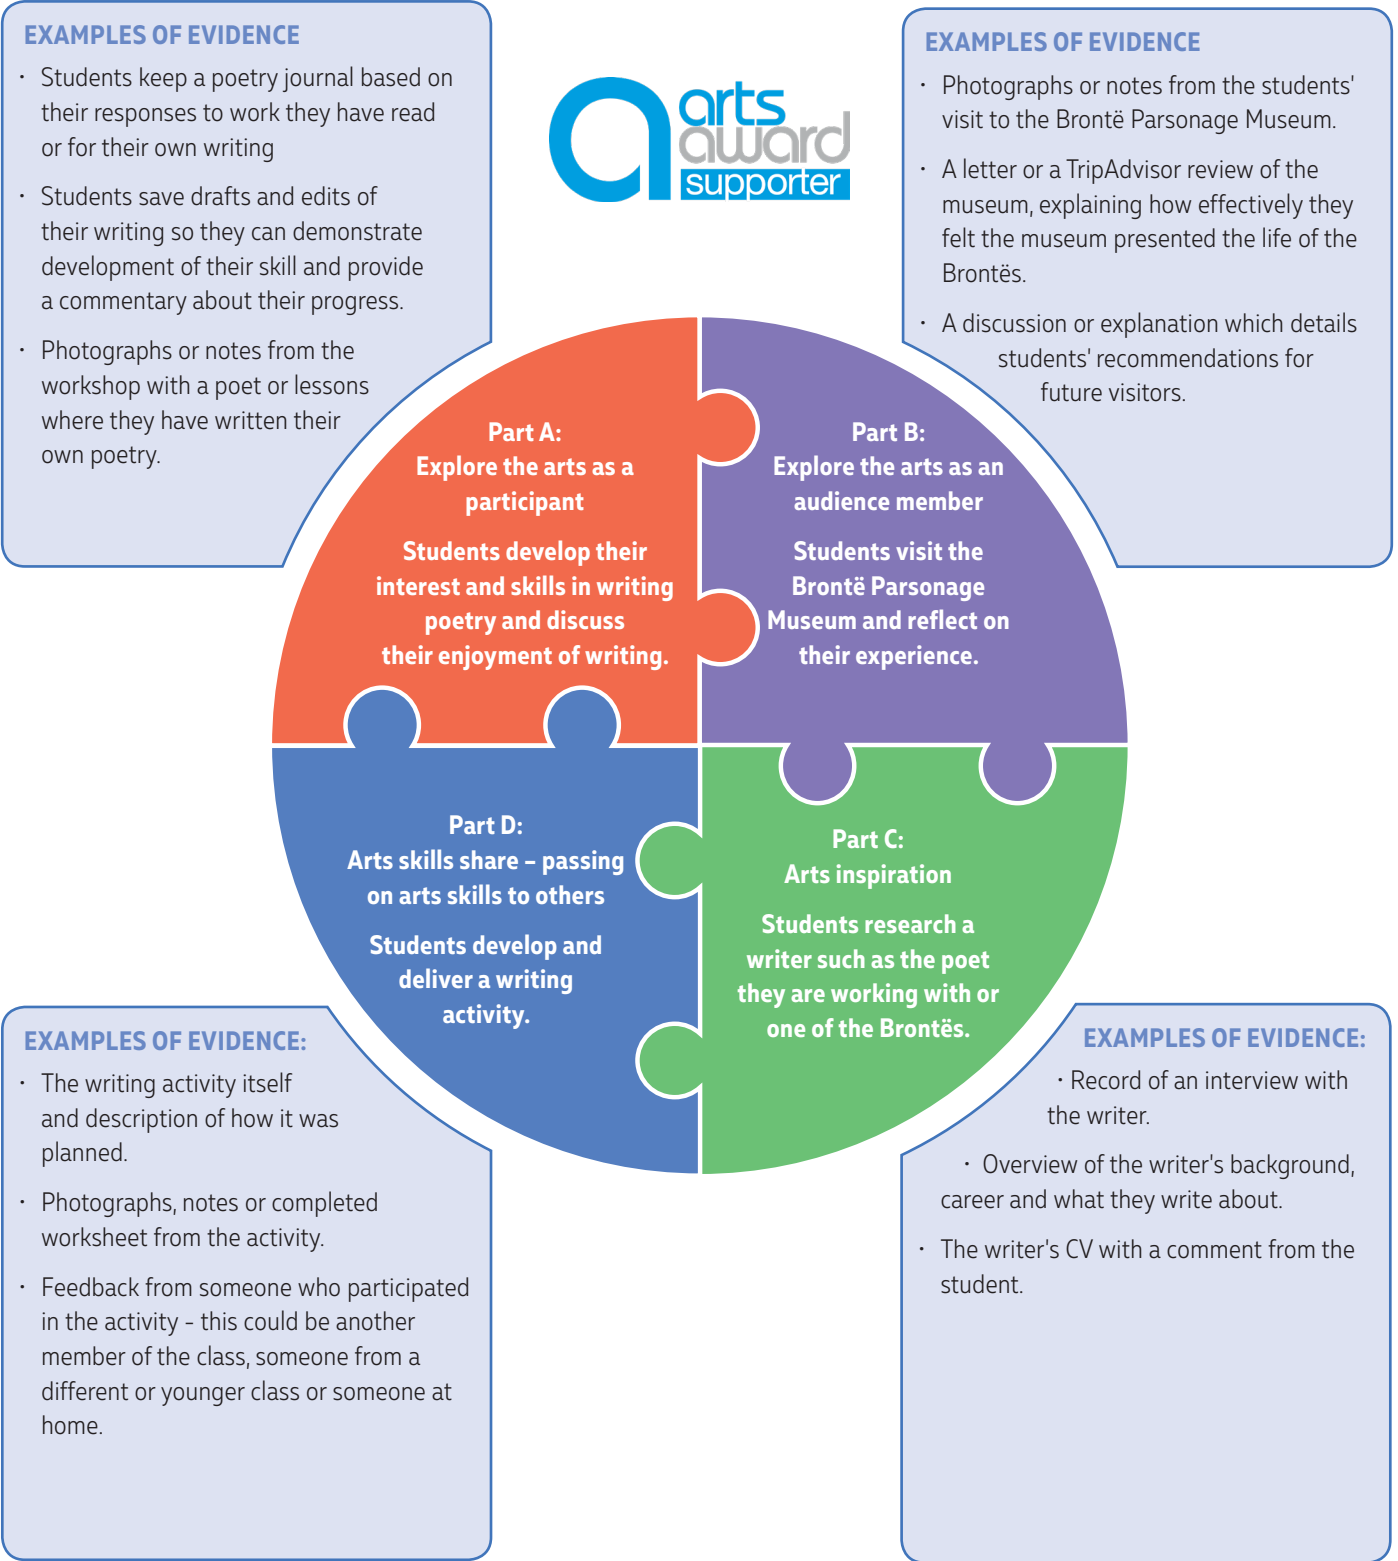 EXAMPLES OF EVIDENCE
• Students keep a poetry journal based on
their responses to work they have read
or for their own writing
• Students save drafts and edits of
their writing so they can demonstrate
development of their skill and provide
a commentary about their progress.
• Photographs or notes from the
workshop with a poet or lessons
where they have written their
own poetry.
arts
award
supporter
EXAMPLES OF EVIDENCE
• Photographs or notes from the students'
visit to the Brontë Parsonage Museum.
• A letter or a TripAdvisor review of the
museum, explaining how effectively they
felt the museum presented the life of the
Brontës.
• A discussion or explanation which details
students' recommendations for
future visitors.
Part A:
Explore the arts as a
participant
Students develop their
interest and skills in writing
poetry and discuss
their enjoyment of writing.
Part B:
Explore the arts as an
audience member
Students visit the
Brontë Parsonage
Museum and reflect on
their experience.
Part D:
Arts skills share – passing
on arts skills to others
Students develop and
deliver a writing
activity.
Part C:
Arts inspiration
Students research a
writer such as the poet
they are working with or
one of the Brontës.
EXAMPLES OF EVIDENCE:
• The writing activity itself
and description of how it was
planned.
• Photographs, notes or completed
worksheet from the activity.
• Feedback from someone who participated
in the activity - this could be another
member of the class, someone from a
different or younger class or someone at
home.
EXAMPLES OF EVIDENCE:
• Record of an interview with
the writer.
• Overview of the writer's background,
career and what they write about.
• The writer's CV with a comment from the
student.